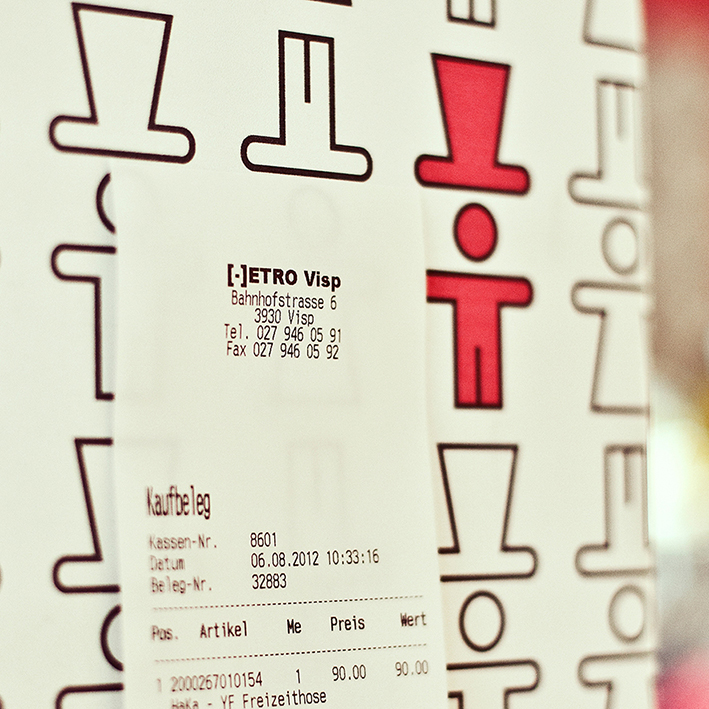 [-]ETRO Visp
Bahnhofstrasse 6
3930 Visp
Tel. 027 946 05 91
Fax 027 946 05 92
Kaufbeleg
Kassen-Nr. 8601
Datum 06.08.2012 10:33:16
Beleg-Nr. 32883
Pos. Artikel Me Preis Wert
1 2000267010154 1 90.00 90.00
HaKa - YF Freizeithose